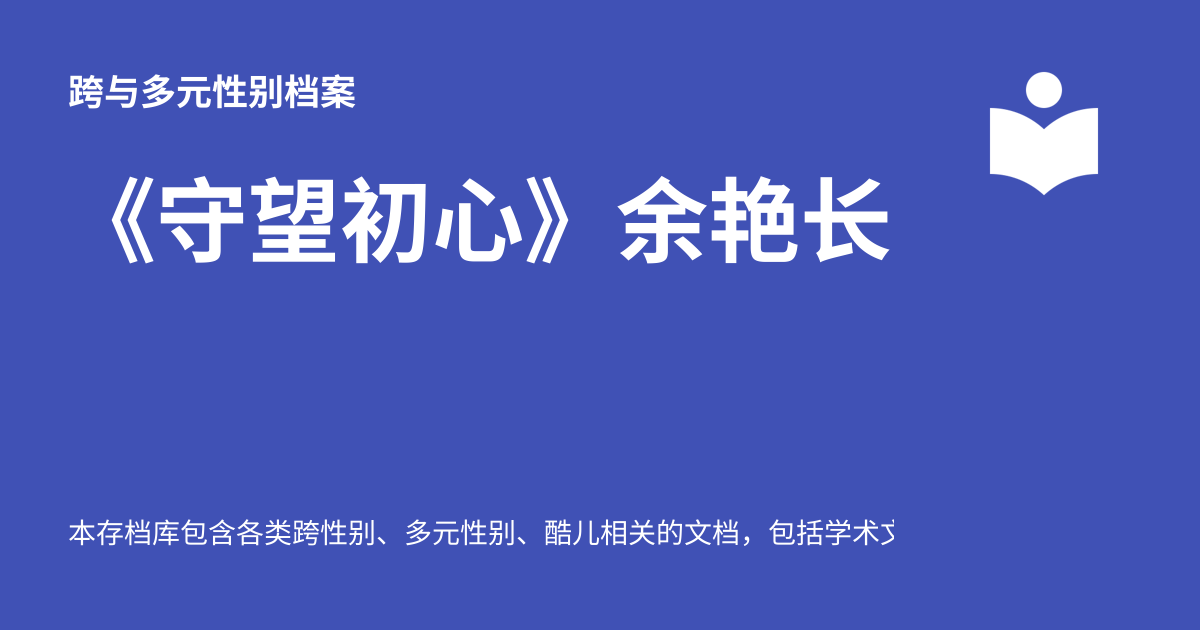 跨与多元性别档案
《守望初心》余艳长
本存档库包含各类跨性别、多元性别、酷儿相关的文档，包括学术